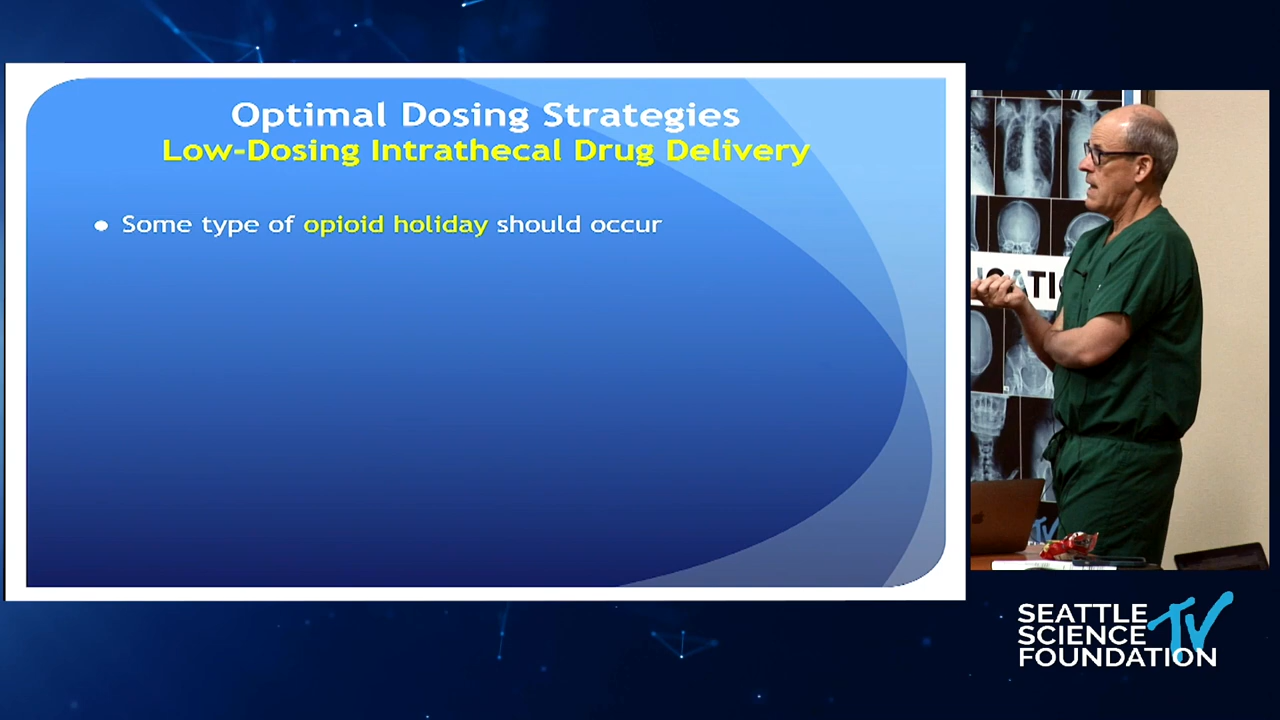 Optimal Dosing Strategies
Low-Dosing Intrathecal Drug Delivery
• Some type of opioid holiday should occur
SEATTLE
SCIENCE TV
FOUNDATION